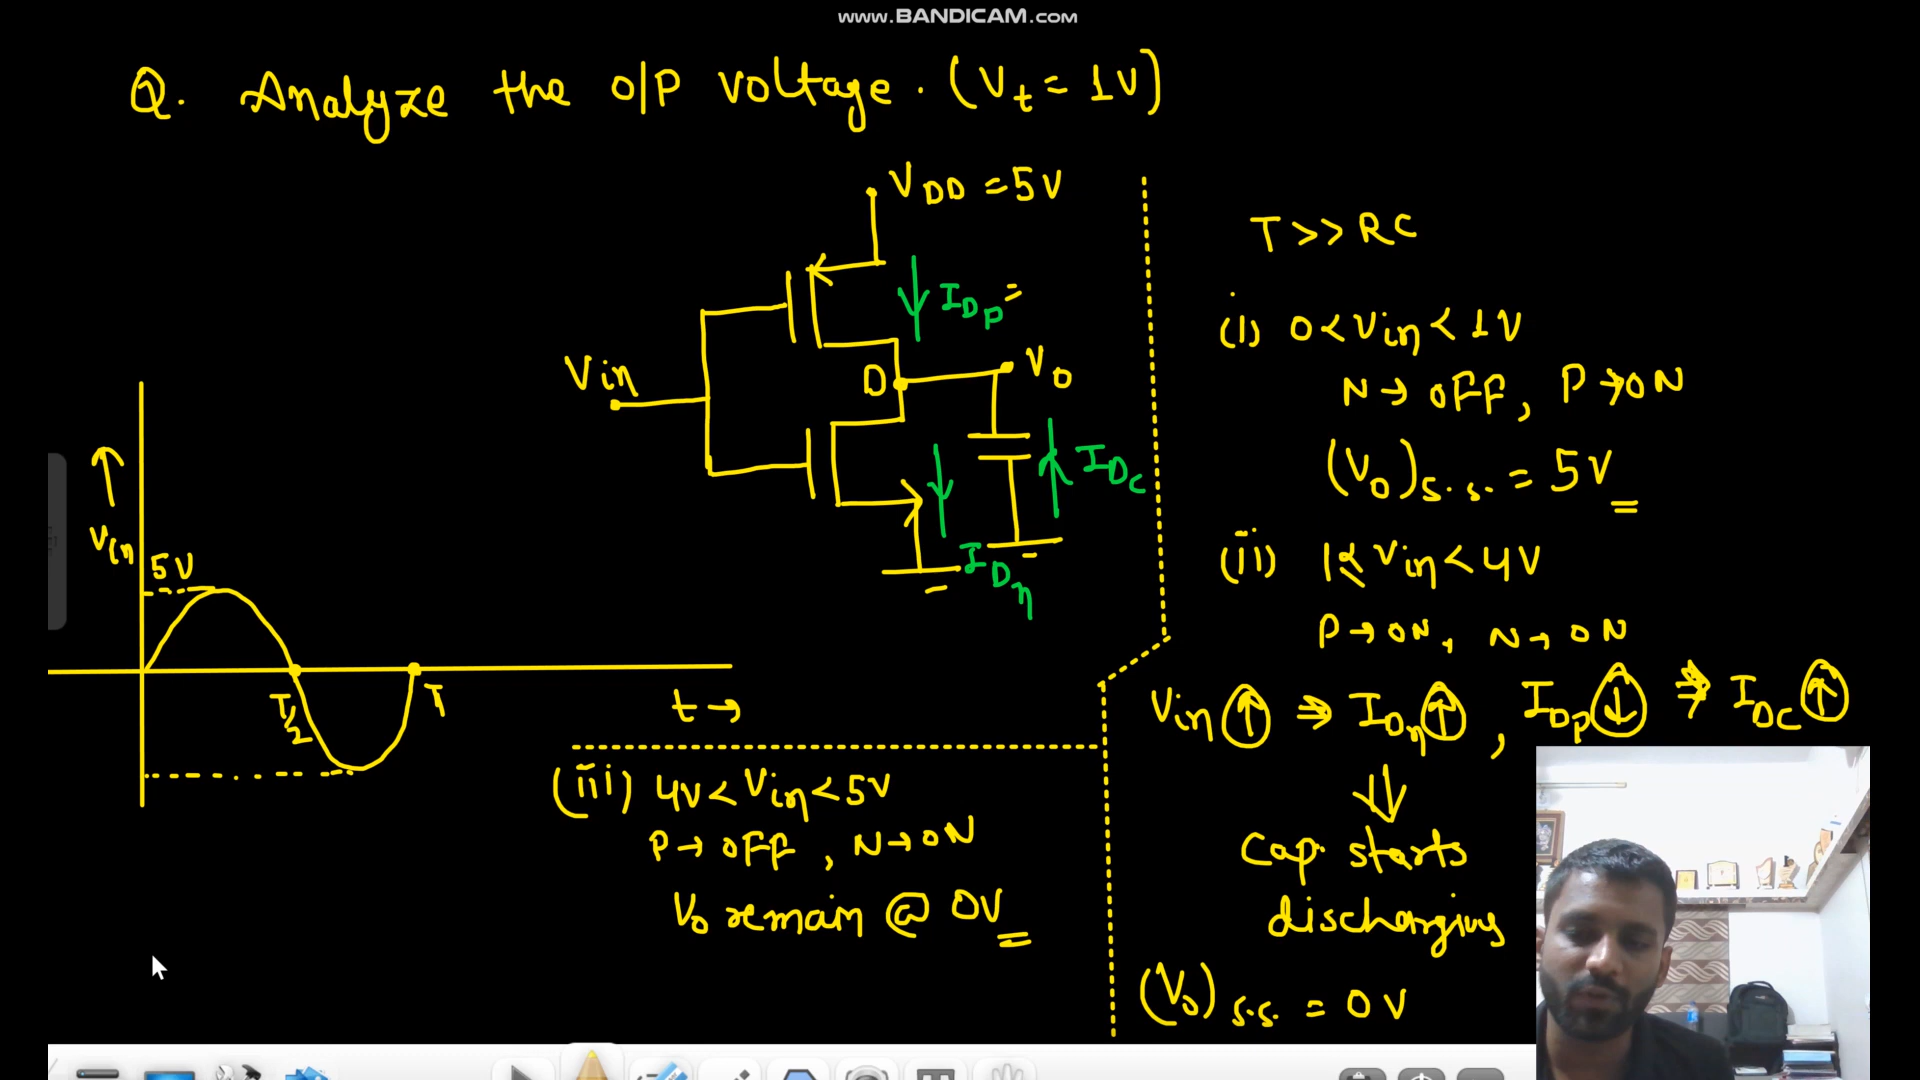 www.BANDICAM.com
Q. Analyze the O/P voltage. (Vt = 1V)
VDD = 5V
IDp =
Vin
D
Vo
IDc
IDn
Vin
5V
T/2
T
t →
T >> RC
(i) 0 < Vin < 1V
N → OFF, P → ON
(Vo)s.s. = 5V
(ii) 1 < Vin < 4V
P → ON, N → ON
Vin ↑ ⇒ IDn ↑, IDp ↓ ⇒ IDC ↑
⇓
Cap. starts
discharging
(Vo)s.s. = 0V
(iii) 4V < Vin < 5V
P → OFF, N → ON
Vo remain @ 0V